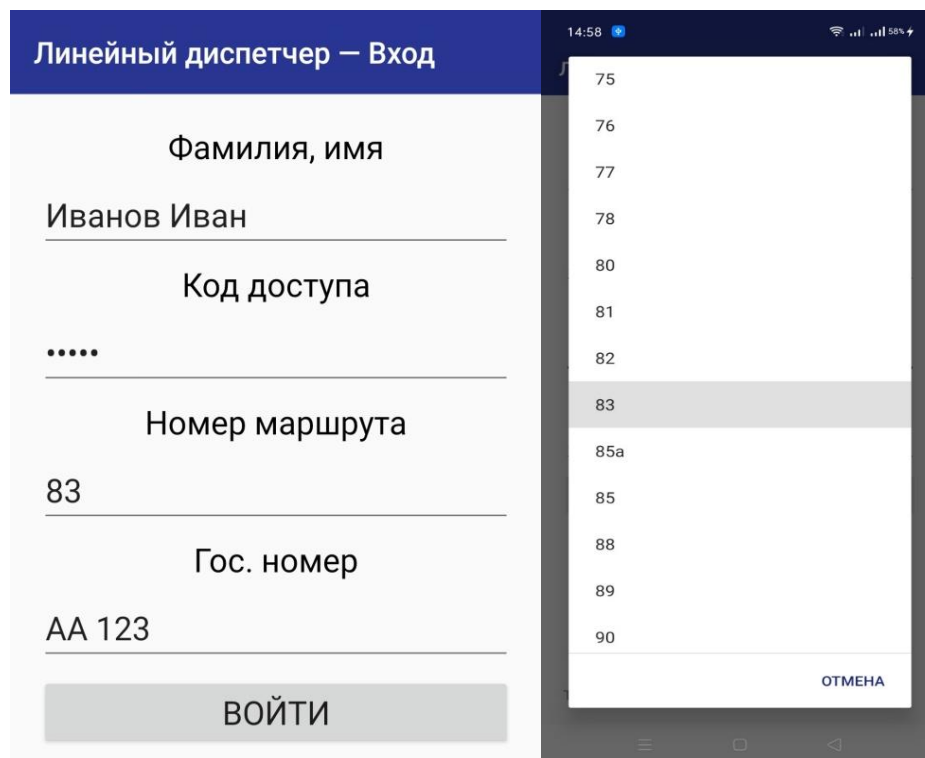 Линейный диспетчер — Вход
Фамилия, имя
Иванов Иван
Код доступа
•••••
Номер маршрута
83
Гос. номер
АА 123
ВОЙТИ
14:58
58%
75
76
77
78
80
81
82
83
85а
85
88
89
90
ОТМЕНА